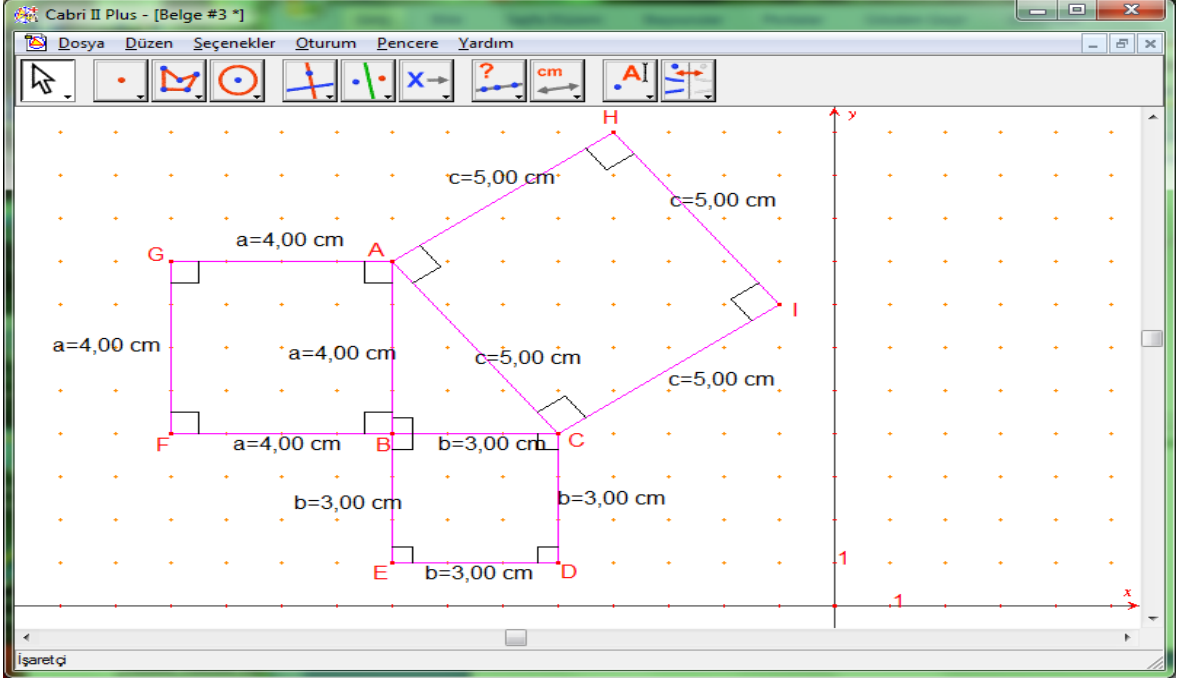 Cabri II Plus - [Belge #3 *]
Dosya Düzen Seçenekler Oturum Pencere Yardım
? cm A
X
H
y
c=5,00 cm
c=5,00 cm
a=4,00 cm
G
A
I
a=4,00 cm
a=4,00 cm
c=5,00 cm
c=5,00 cm
F
a=4,00 cm
B
b=3,00 cm
C
b=3,00 cm
b=3,00 cm
E
b=3,00 cm
D
1
1
x
İşaretçi